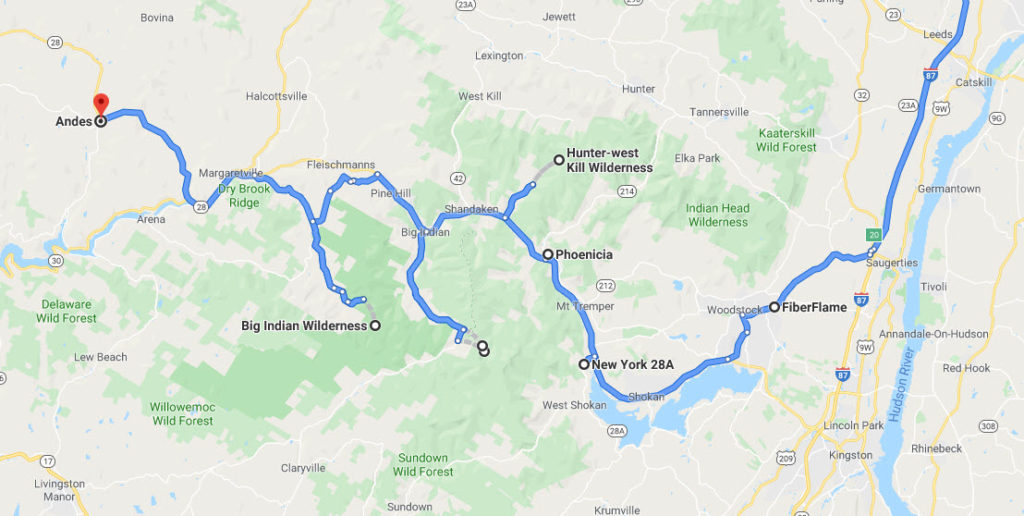 Bovina
Jewett
23A
23
Leeds
28
Lexington
87
Catskill
Halcottsville
West Kill
Hunter
Tannersville
32
23A
9W
9G
Andes
Kaaterskill
Wild Forest
Hunter-west
Kill Wilderness
Elka Park
Fleischmanns
Margaretville
Dry Brook
Ridge
Pine Hill
42
214
Germantown
28
Arena
Shandaken
Big Indian
Indian Head
Wilderness
20
Saugerties
30
Phoenicia
212
Tivoli
Delaware
Wild Forest
Mt Tremper
87
Woodstock
FiberFlame
Big Indian Wilderness
Annandale-On-Hudson
Lew Beach
9W
New York 28A
87
Red Hook
Hudson River
Willowemoc
Wild Forest
West Shokan
Shokan
28A
Lincoln Park
308
Rhinebeck
17
Claryville
Sundown
Wild Forest
209
Kingston
Livingston
Manor
Sundown
Krumville